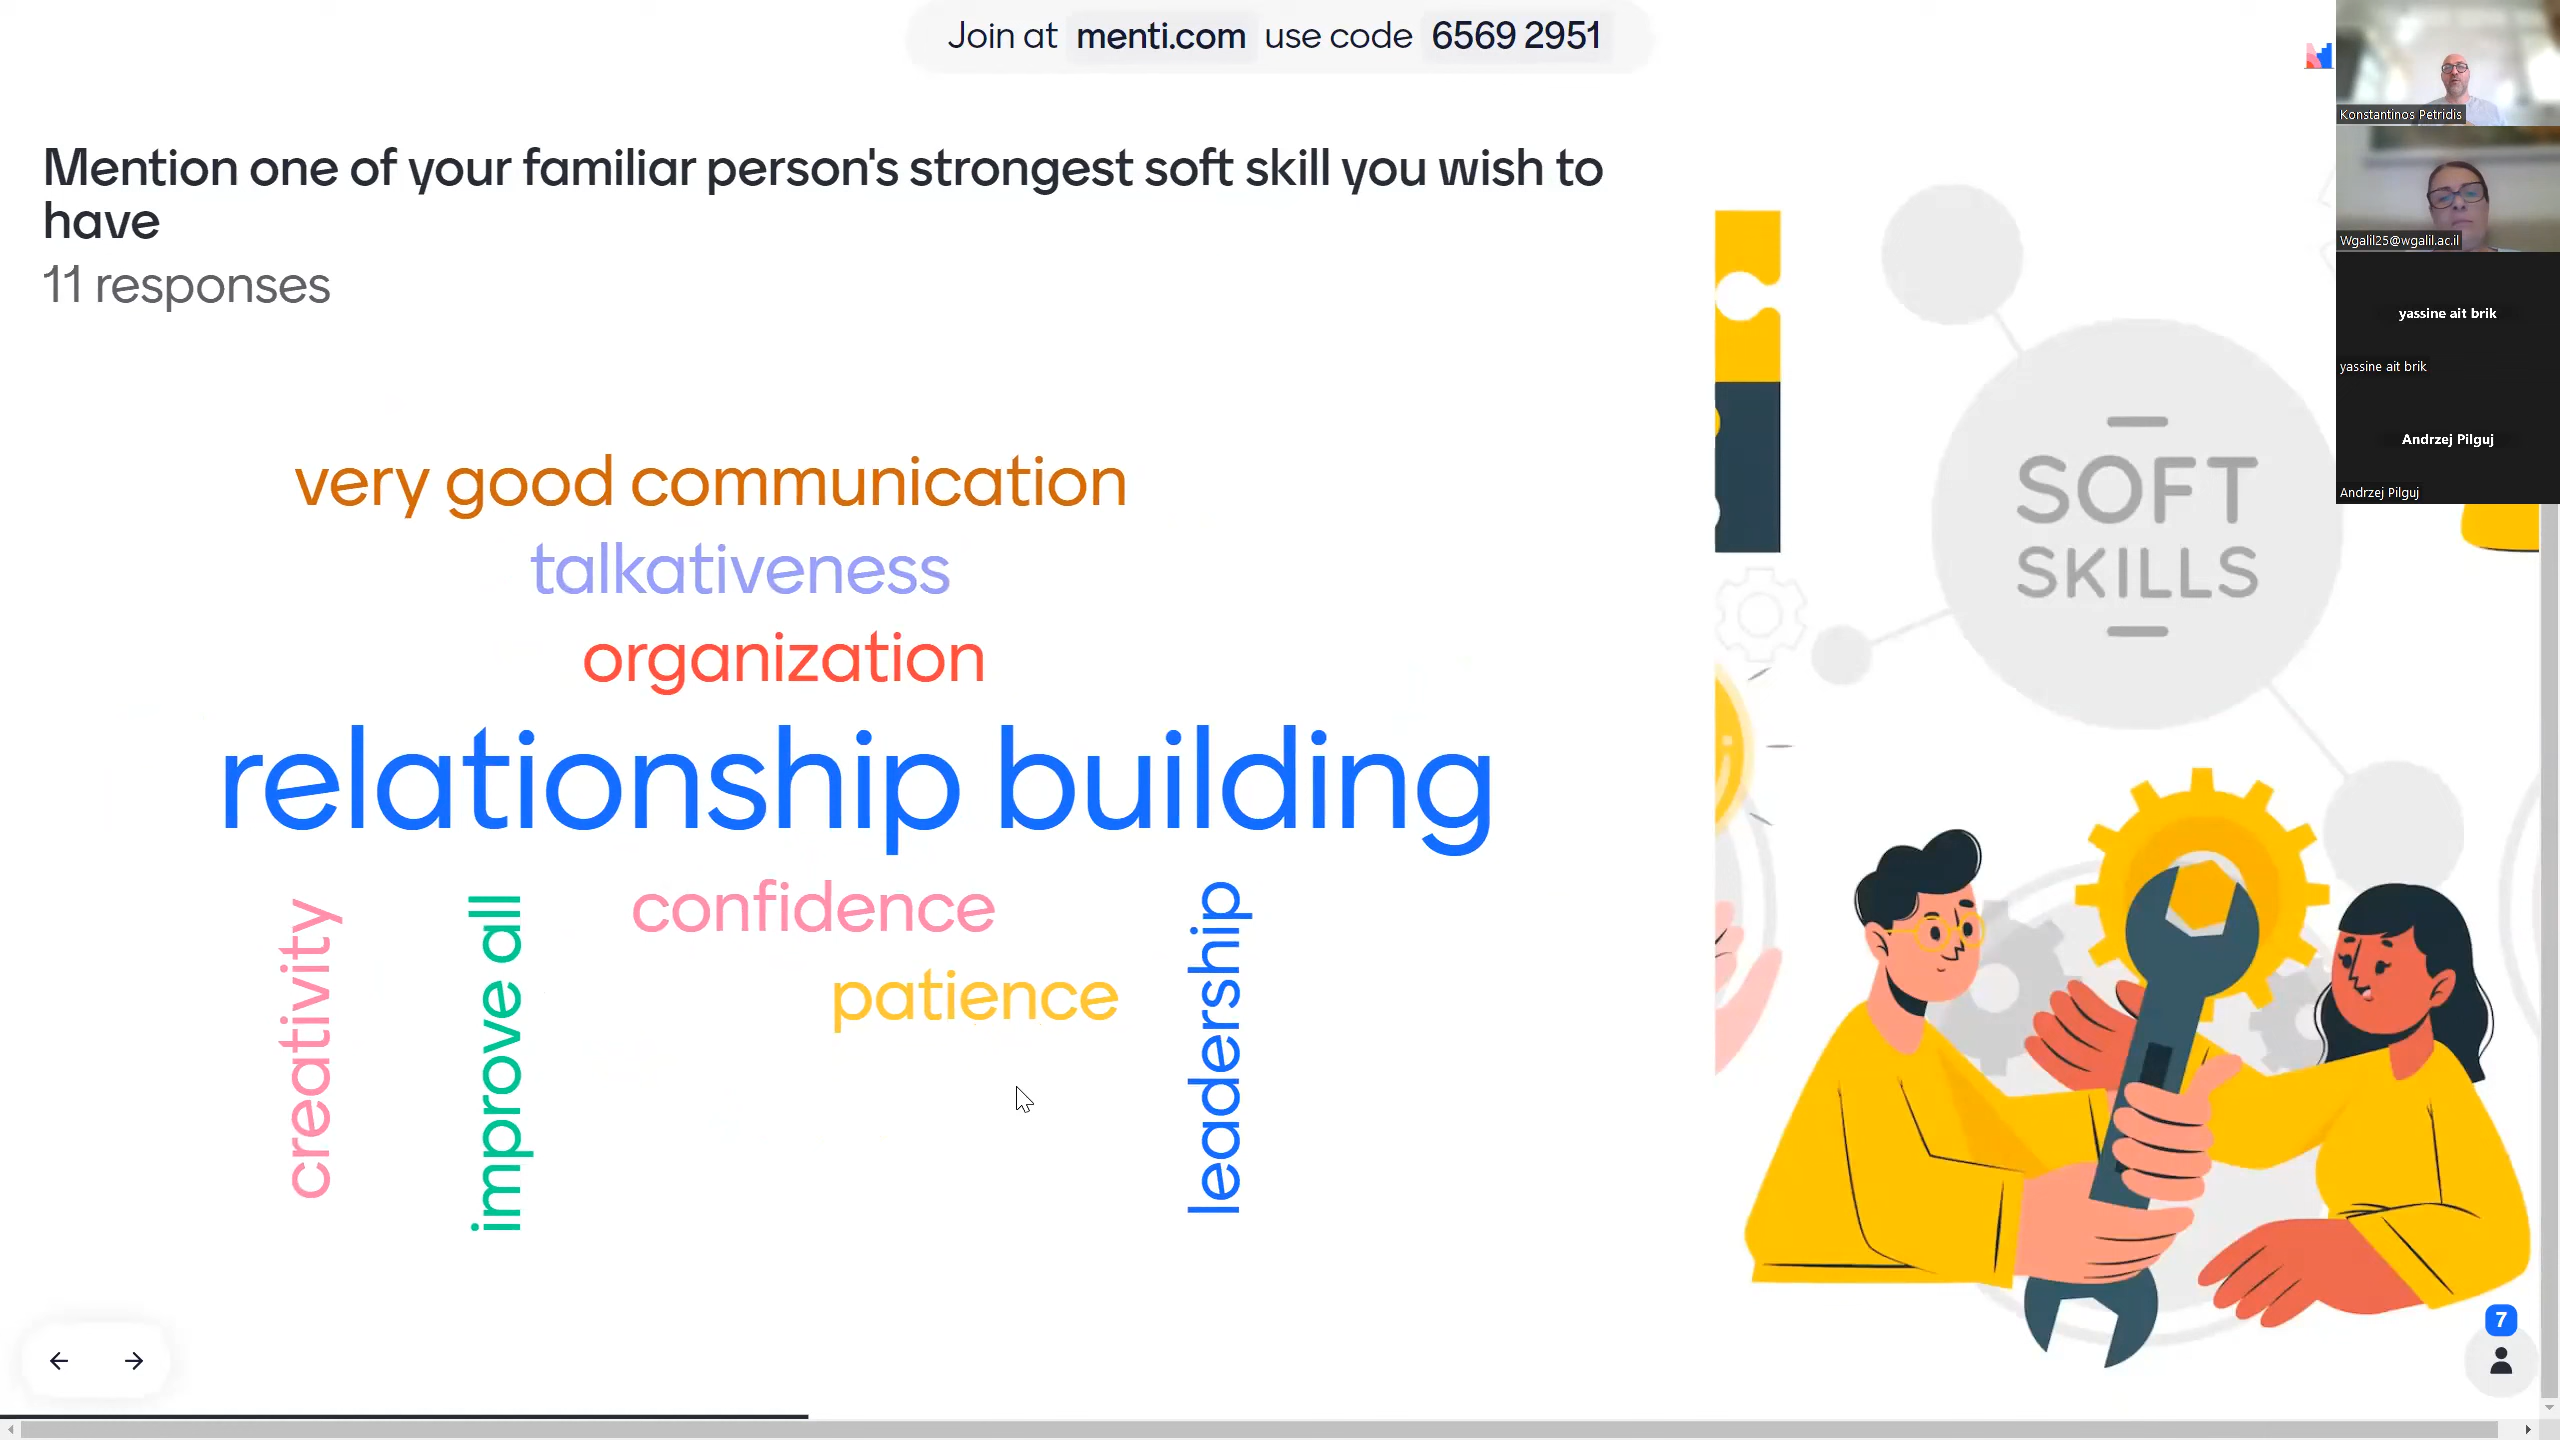 Join at menti.com use code 6569 2951
Mention one of your familiar person's strongest soft skill you wish to
have
11 responses
very good communication
talkativeness
organization
relationship building
confidence
patience
creativity
improve all
leadership
SOFT
SKILLS
Konstantinos Petridis
Wgalil25@wgalil.ac.il
yassine ait brik
yassine ait brik
Andrzej Pilguj
Andrzej Pilguj
7